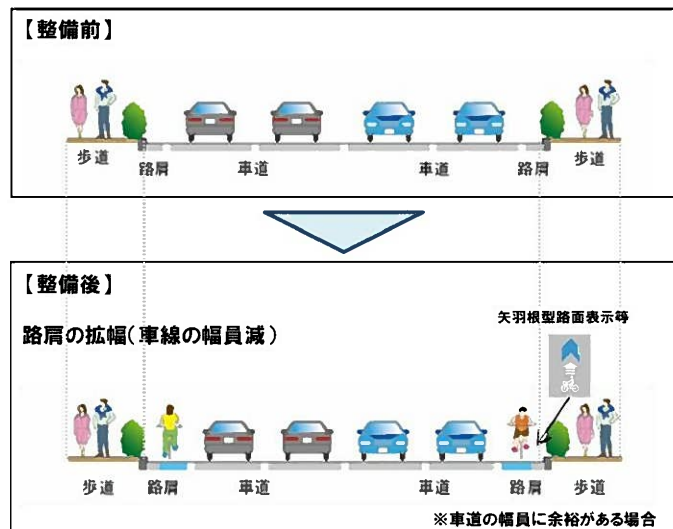 【整備前】
歩道 路肩 車道 車道 路肩 歩道
【整備後】
路肩の拡幅(車線の幅員減)
矢羽根型路面表示等
歩道 路肩 車道 車道 路肩 歩道
※車道の幅員に余裕がある場合